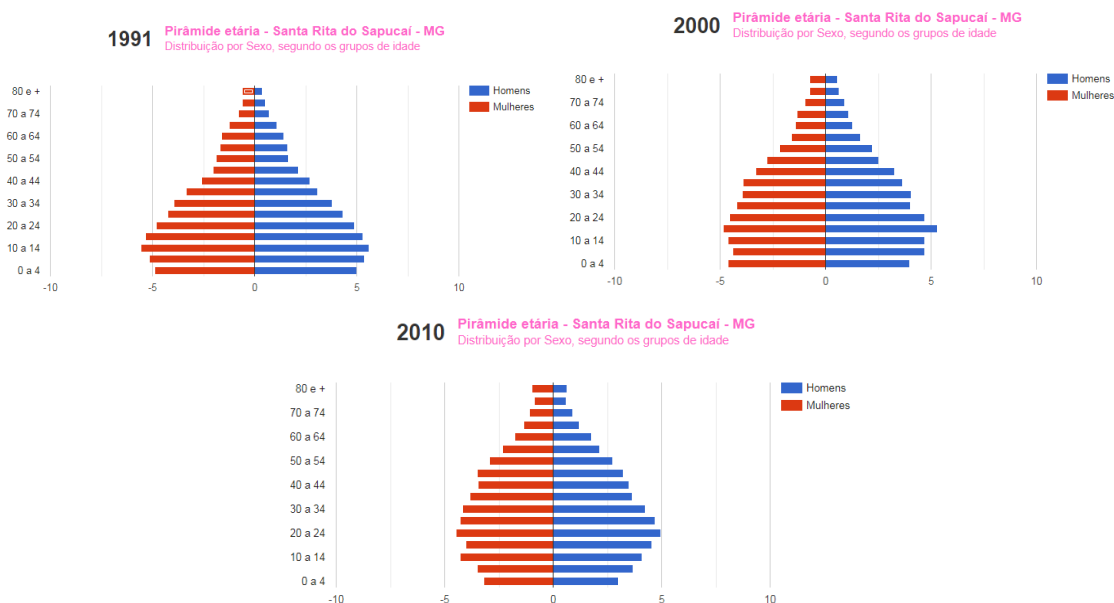 1991
Pirâmide etária - Santa Rita do Sapucaí - MG
Distribuição por Sexo, segundo os grupos de idade
80 e +
70 a 74
60 a 64
50 a 54
40 a 44
30 a 34
20 a 24
10 a 14
0 a 4
-10
-5
0
5
10
Homens
Mulheres
2000
Pirâmide etária - Santa Rita do Sapucaí - MG
Distribuição por Sexo, segundo os grupos de idade
80 e +
70 a 74
60 a 64
50 a 54
40 a 44
30 a 34
20 a 24
10 a 14
0 a 4
-10
-5
0
5
10
Homens
Mulheres
2010
Pirâmide etária - Santa Rita do Sapucaí - MG
Distribuição por Sexo, segundo os grupos de idade
80 e +
70 a 74
60 a 64
50 a 54
40 a 44
30 a 34
20 a 24
10 a 14
0 a 4
-10
-5
0
5
10
Homens
Mulheres